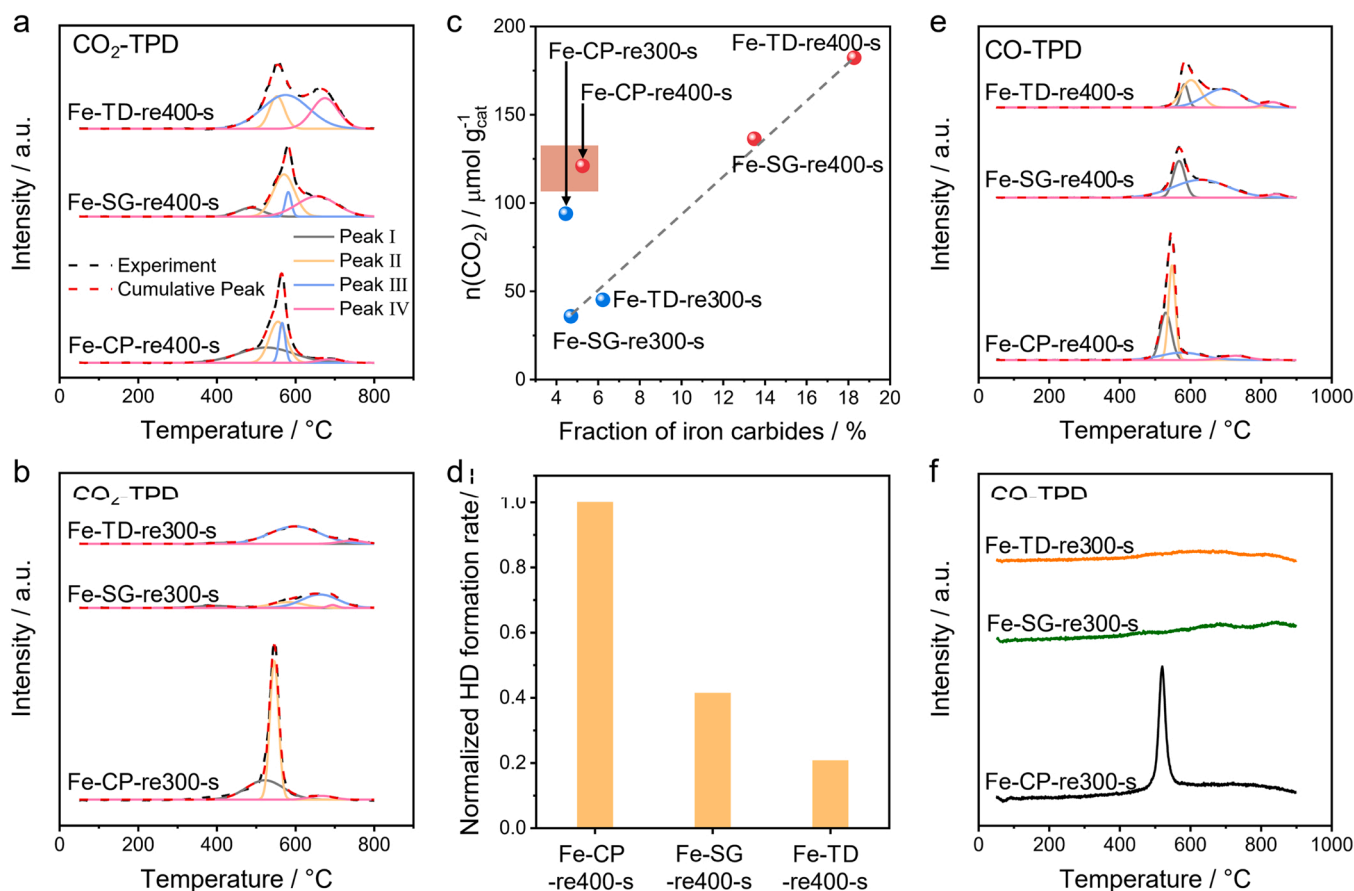 a
CO₂-TPD
Fe-TD-re400-s
Fe-SG-re400-s
Peak I
Peak II
Peak III
Peak IV
Experiment
Cumulative Peak
Fe-CP-re400-s
Intensity / a.u.
0 200 400 600 800
Temperature / °C
b
CO₂-TPD
Fe-TD-re300-s
Fe-SG-re300-s
Fe-CP-re300-s
Intensity / a.u.
0 200 400 600 800
Temperature / °C
c
200
150
100
50
0
n(CO₂) / μmol g⁻¹cat
Fe-CP-re300-s
Fe-TD-re400-s
Fe-CP-re400-s
Fe-SG-re400-s
Fe-TD-re300-s
Fe-SG-re300-s
4 6 8 10 12 14 16 18 20
Fraction of iron carbides / %
d
Normalized HD formation rate/ --
1.0
0.8
0.6
0.4
0.2
0.0
Fe-CP Fe-SG Fe-TD
-re400-s -re400-s -re400-s
e
CO-TPD
Fe-TD-re400-s
Fe-SG-re400-s
Fe-CP-re400-s
Intensity / a.u.
0 200 400 600 800 1000
Temperature / °C
f
CO-TPD
Fe-TD-re300-s
Fe-SG-re300-s
Fe-CP-re300-s
Intensity / a.u.
0 200 400 600 800 1000
Temperature / °C